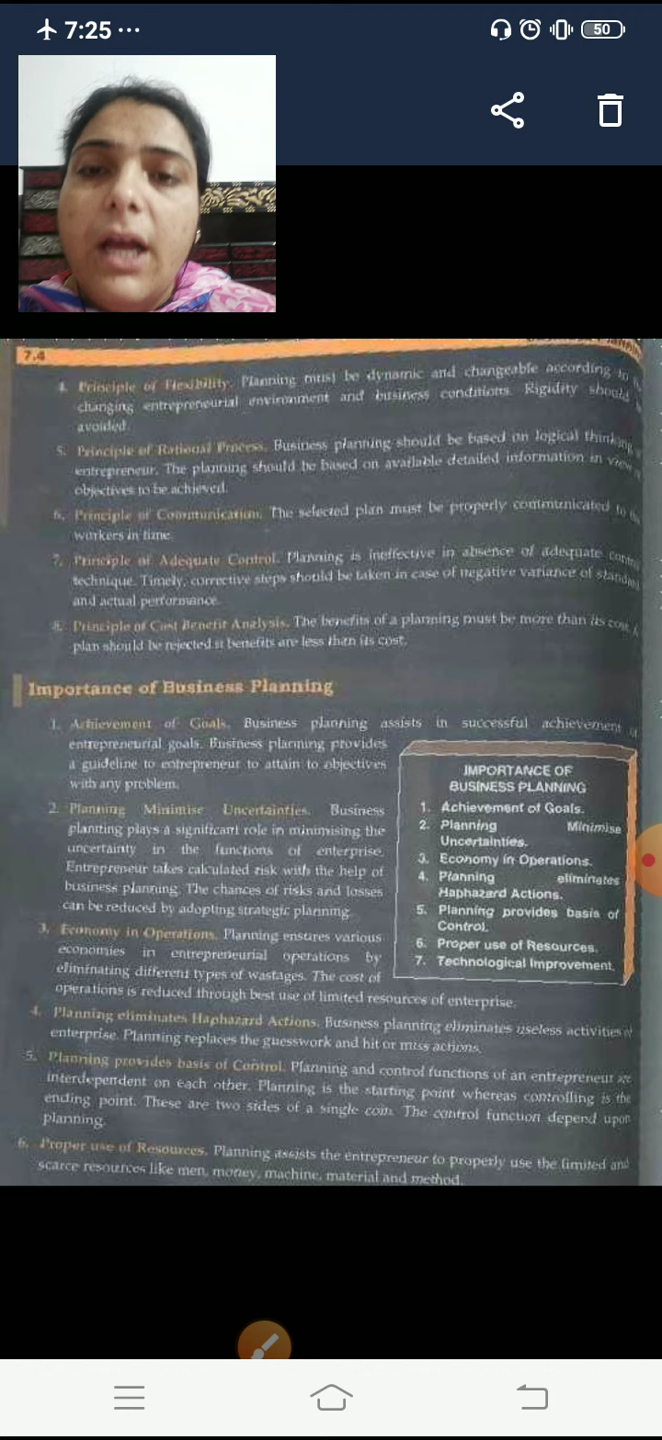 7:25 ...
50
7.4
4. Principle of Flexibility. Planning must be dynamic and changeable according to
changing entrepreneurial environment and business conditions. Rigidity should
avoided.
5. Principle of Rational Process. Business planning should be based on logical thinking
entrepreneur. The planning should be based on available detailed information in view
objectives to be achieved.
6. Principle of Communication. The selected plan must be properly communicated to
workers in time.
7. Principle of Adequate Control. Planning is ineffective in absence of adequate
technique. Timely, corrective steps should be taken in case of negative variance of
and actual performance.
8. Principle of Cost Benefit Analysis. The benefits of a planning must be more than its cost.
plan should be rejected if benefits are less than its cost.
Importance of Business Planning
1. Achievement of Goals. Business planning assists in successful achievement
entrepreneurial goals. Business planning provides
a guideline to entrepreneur to attain to objectives
with any problem.
2. Planning Minimise Uncertainties. Business
planning plays a significant role in minimising the
uncertainty in the functions of enterprise.
Entrepreneur takes calculated risk with the help of
business planning. The chances of risks and losses
can be reduced by adopting strategic planning.
3. Economy in Operations. Planning ensures various
economies in entrepreneurial operations by
eliminating different types of wastages. The cost of
operations is reduced through best use of limited resources of enterprise.
IMPORTANCE OF
BUSINESS PLANNING
1. Achievement of Goals.
2. Planning Minimise
Uncertainties.
3. Economy in Operations.
4. Planning eliminates
Haphazard Actions.
5. Planning provides basis of
Control.
6. Proper use of Resources.
7. Technological Improvement.
4. Planning eliminates Haphazard Actions. Business planning eliminates useless activities of
enterprise. Planning replaces the guesswork and hit or miss actions.
5. Planning provides basis of Control. Planning and control functions of an entrepreneur are
interdependent on each other. Planning is the starting point whereas controlling is the
ending point. These are two sides of a single coin. The control function depend upon
planning.
6. Proper use of Resources. Planning assists the entrepreneur to properly use the limited and
scarce resources like men, money, machine, material and method.